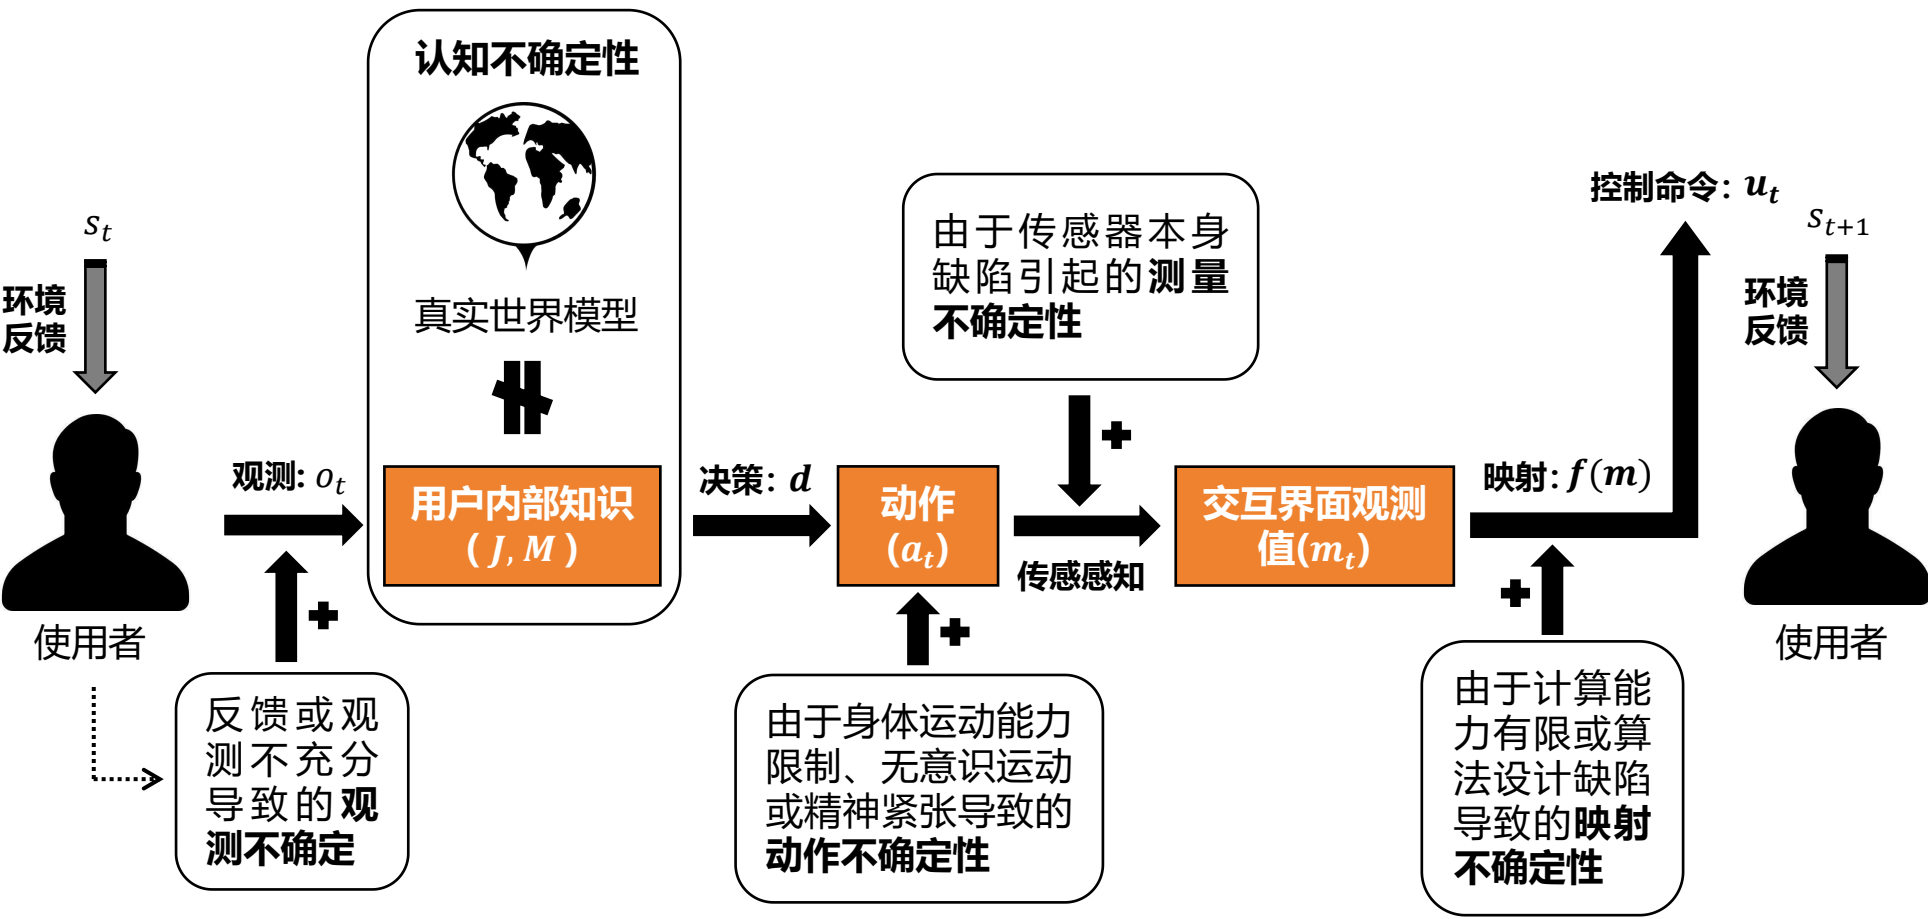 认知不确定性
真实世界模型
s_t
环境
反馈
使用者
观测: o_t
用户内部知识
( J, M )
反馈或观
测不充分
导致的观
测不确定
决策: d
动作
(a_t)
由于身体运动能力
限制、无意识运动
或精神紧张导致的
动作不确定性
由于传感器本身
缺陷引起的测量
不确定性
传感感知
交互界面观测
值(m_t)
映射: f(m)
由于计算能
力有限或算
法设计缺陷
导致的映射
不确定性
控制命令: u_t
s_{t+1}
环境
反馈
使用者